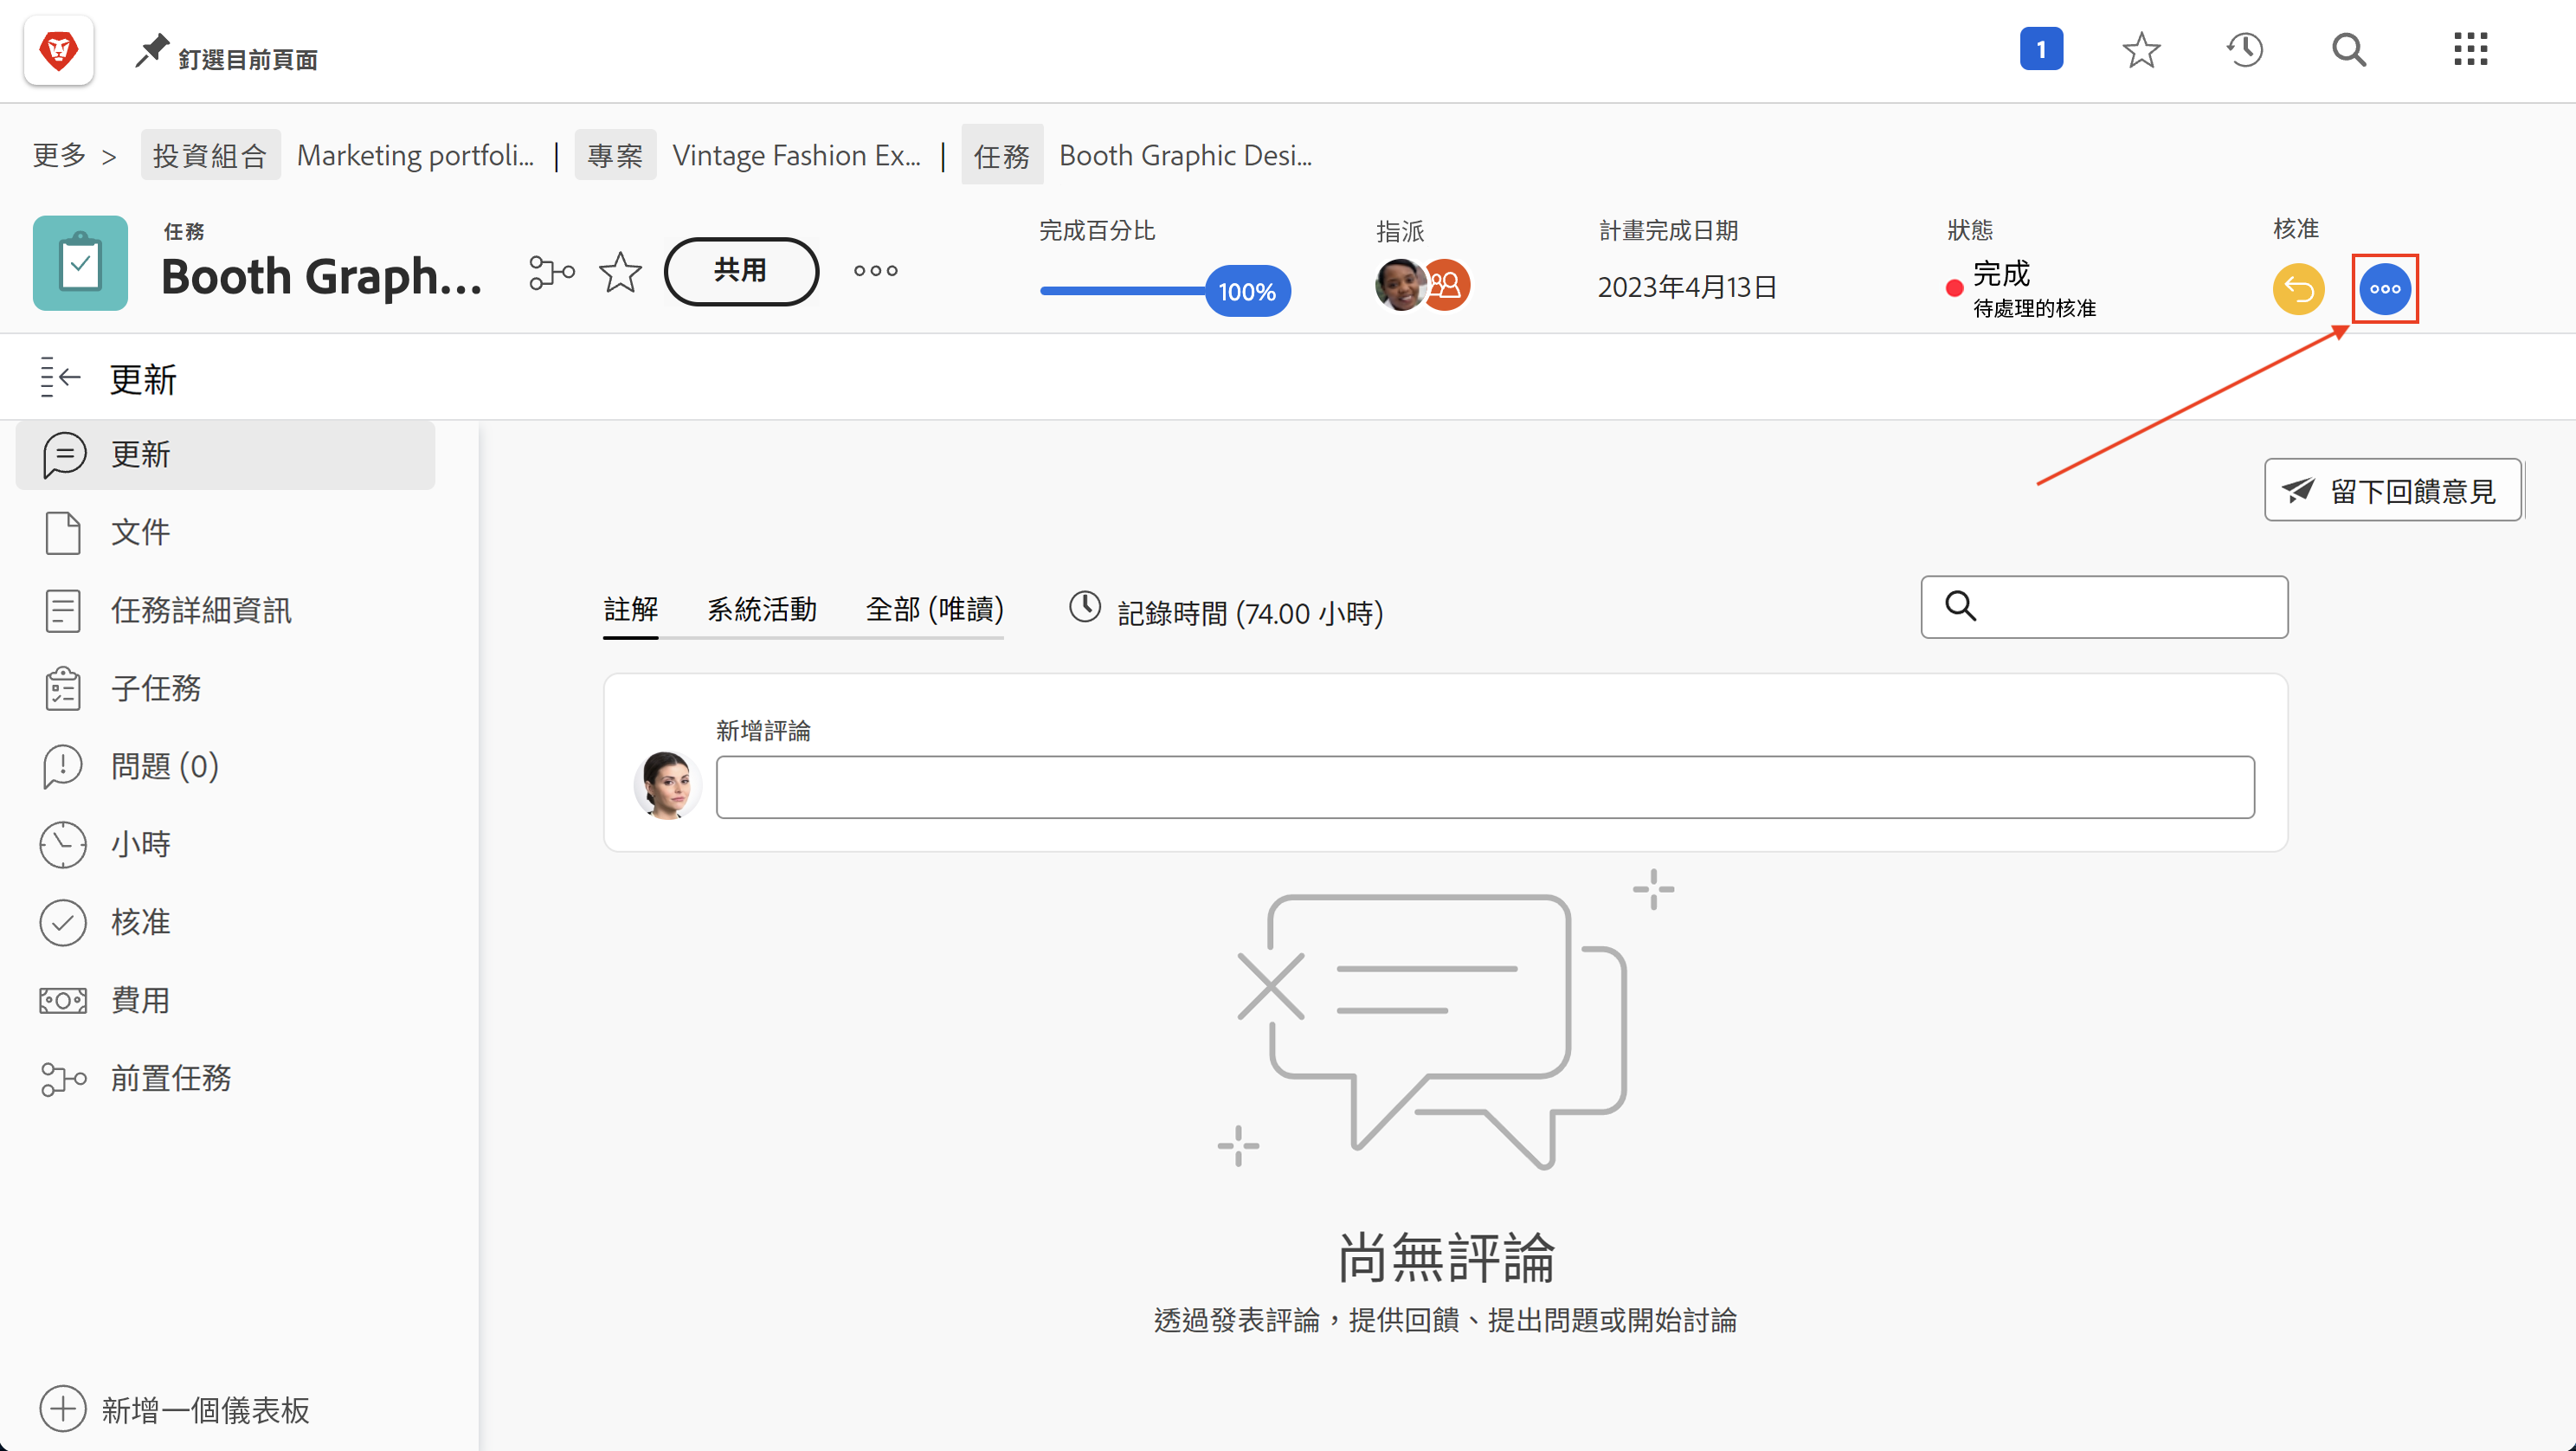 釘選目前頁面
1
更多 > 投資組合 Marketing portfoli... | 專案 Vintage Fashion Ex... | 任務 Booth Graphic Desi...
任務
Booth Graph...
共用
完成百分比
100%
指派
計畫完成日期
2023年4月13日
狀態
完成
待處理的核准
核准
更新
更新
文件
任務詳細資訊
子任務
問題 (0)
小時
核准
費用
前置任務
新增一個儀表板
留下回饋意見
註解 系統活動 全部 (唯讀) 記錄時間 (74.00 小時)
新增評論
尚無評論
透過發表評論，提供回饋、提出問題或開始討論